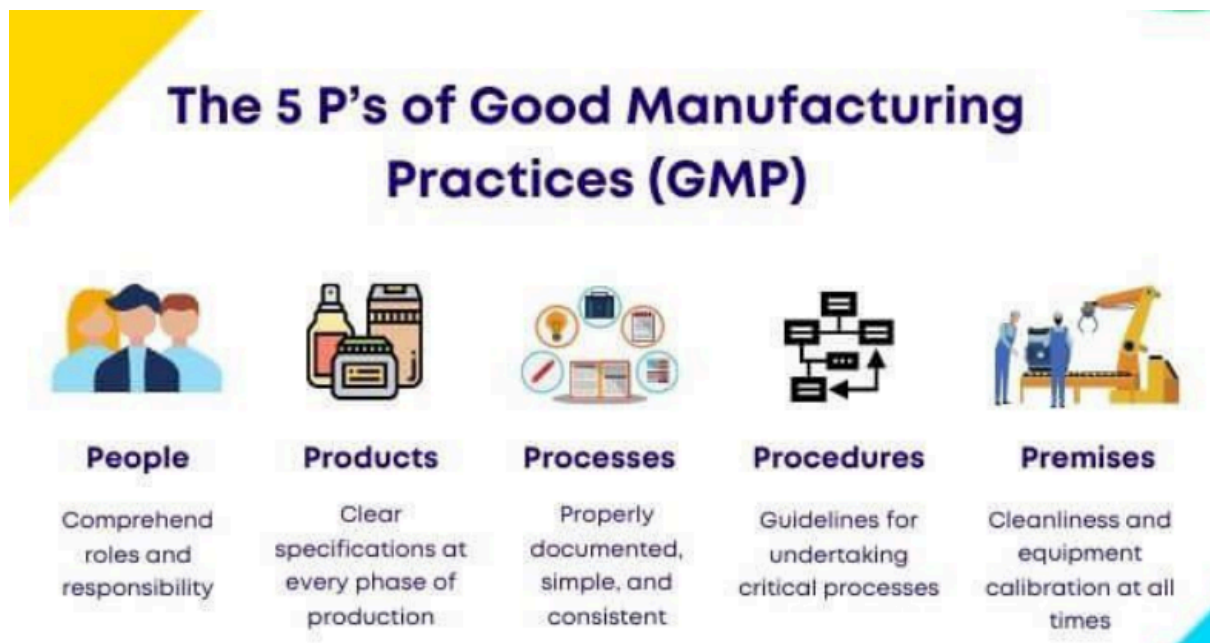 The 5 P’s of Good Manufacturing
Practices (GMP)
People
Comprehend
roles and
responsibility
Products
Clear
specifications at
every phase of
production
Processes
Properly
documented,
simple, and
consistent
Procedures
Guidelines for
undertaking
critical processes
Premises
Cleanliness and
equipment
calibration at all
times